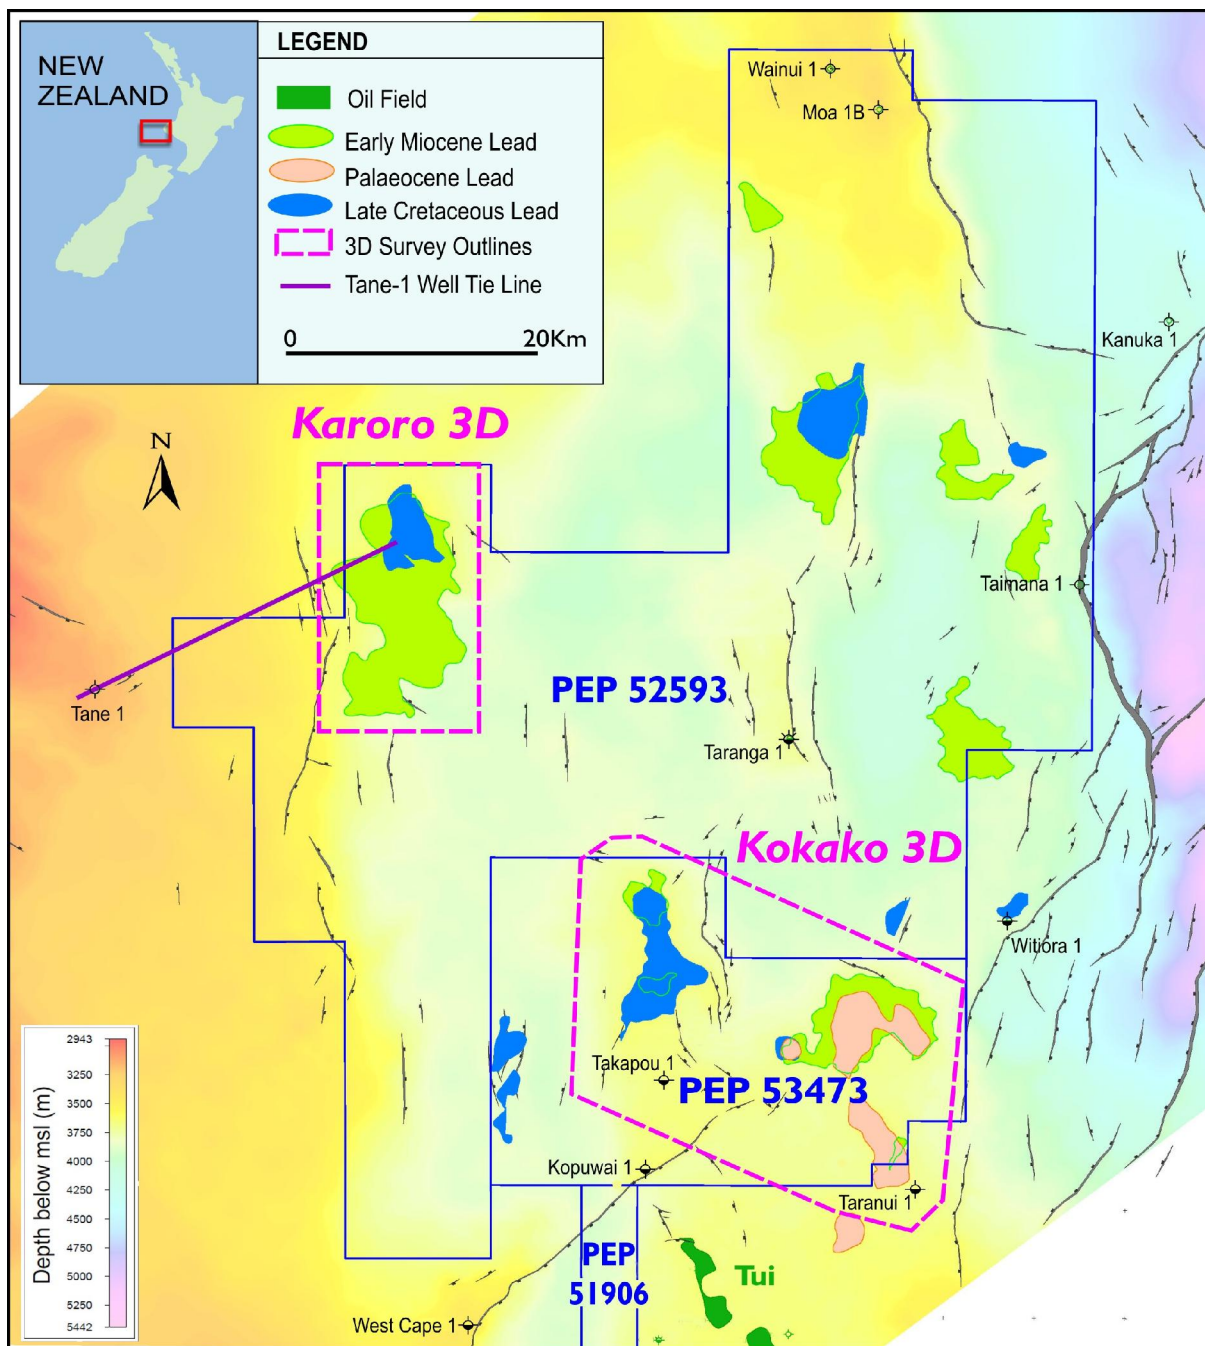 NEW
ZEALAND
LEGEND
Oil Field
Early Miocene Lead
Palaeocene Lead
Late Cretaceous Lead
3D Survey Outlines
Tane-1 Well Tie Line
0 20Km
Wainui 1
Moa 1B
Kanuka 1
Karoro 3D
N
Taimana 1
PEP 52593
Tane 1
Taranga 1
Kokako 3D
Witiora 1
Takapou 1
PEP 53473
Kopuwai 1
Taranui 1
PEP
51906
Tui
West Cape 1
Depth below msl (m)
2943
3250
3500
3750
4000
4250
4500
4750
5000
5250
5442